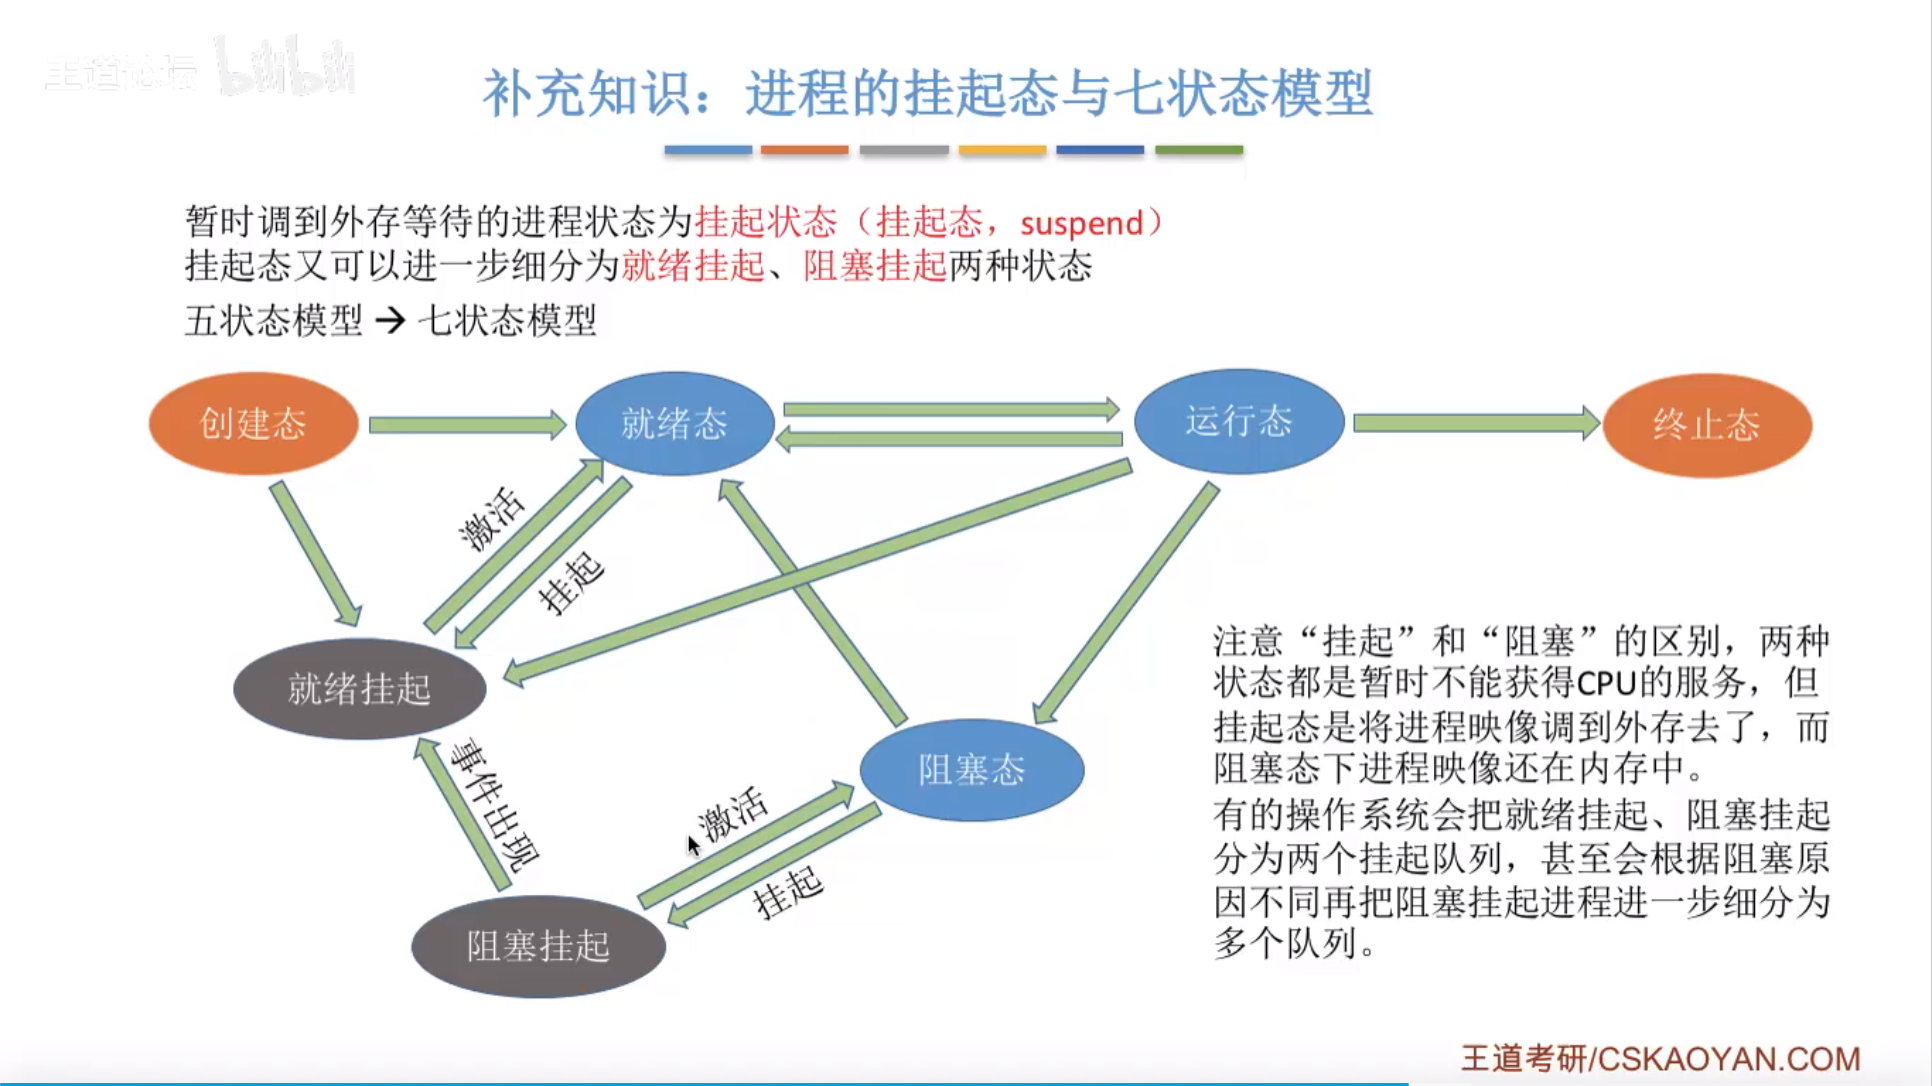 王道论坛 bilibili
补充知识：进程的挂起态与七状态模型
暂时调到外存等待的进程状态为挂起状态（挂起态，suspend）
挂起态又可以进一步细分为就绪挂起、阻塞挂起两种状态
五状态模型→七状态模型
创建态
就绪态
运行态
终止态
激活
挂起
就绪挂起
事件出现
阻塞态
激活
挂起
阻塞挂起
注意“挂起”和“阻塞”的区别，两种
状态都是暂时不能获得CPU的服务，但
挂起态是将进程映像调到外存去了，而
阻塞态下进程映像还在内存中。
有的操作系统会把就绪挂起、阻塞挂起
分为两个挂起队列，甚至会根据阻塞原
因不同再把阻塞挂起进程进一步细分为
多个队列。
王道考研/CSKAOYAN.COM